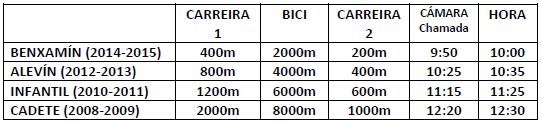 CARREIRA 1 BICI CARREIRA 2 CÁMARA Chamada HORA
BENXAMÍN (2014-2015) 400m 2000m 200m 9:50 10:00
ALEVÍN (2012-2013) 800m 4000m 400m 10:25 10:35
INFANTIL (2010-2011) 1200m 6000m 600m 11:15 11:25
CADETE (2008-2009) 2000m 8000m 1000m 12:20 12:30